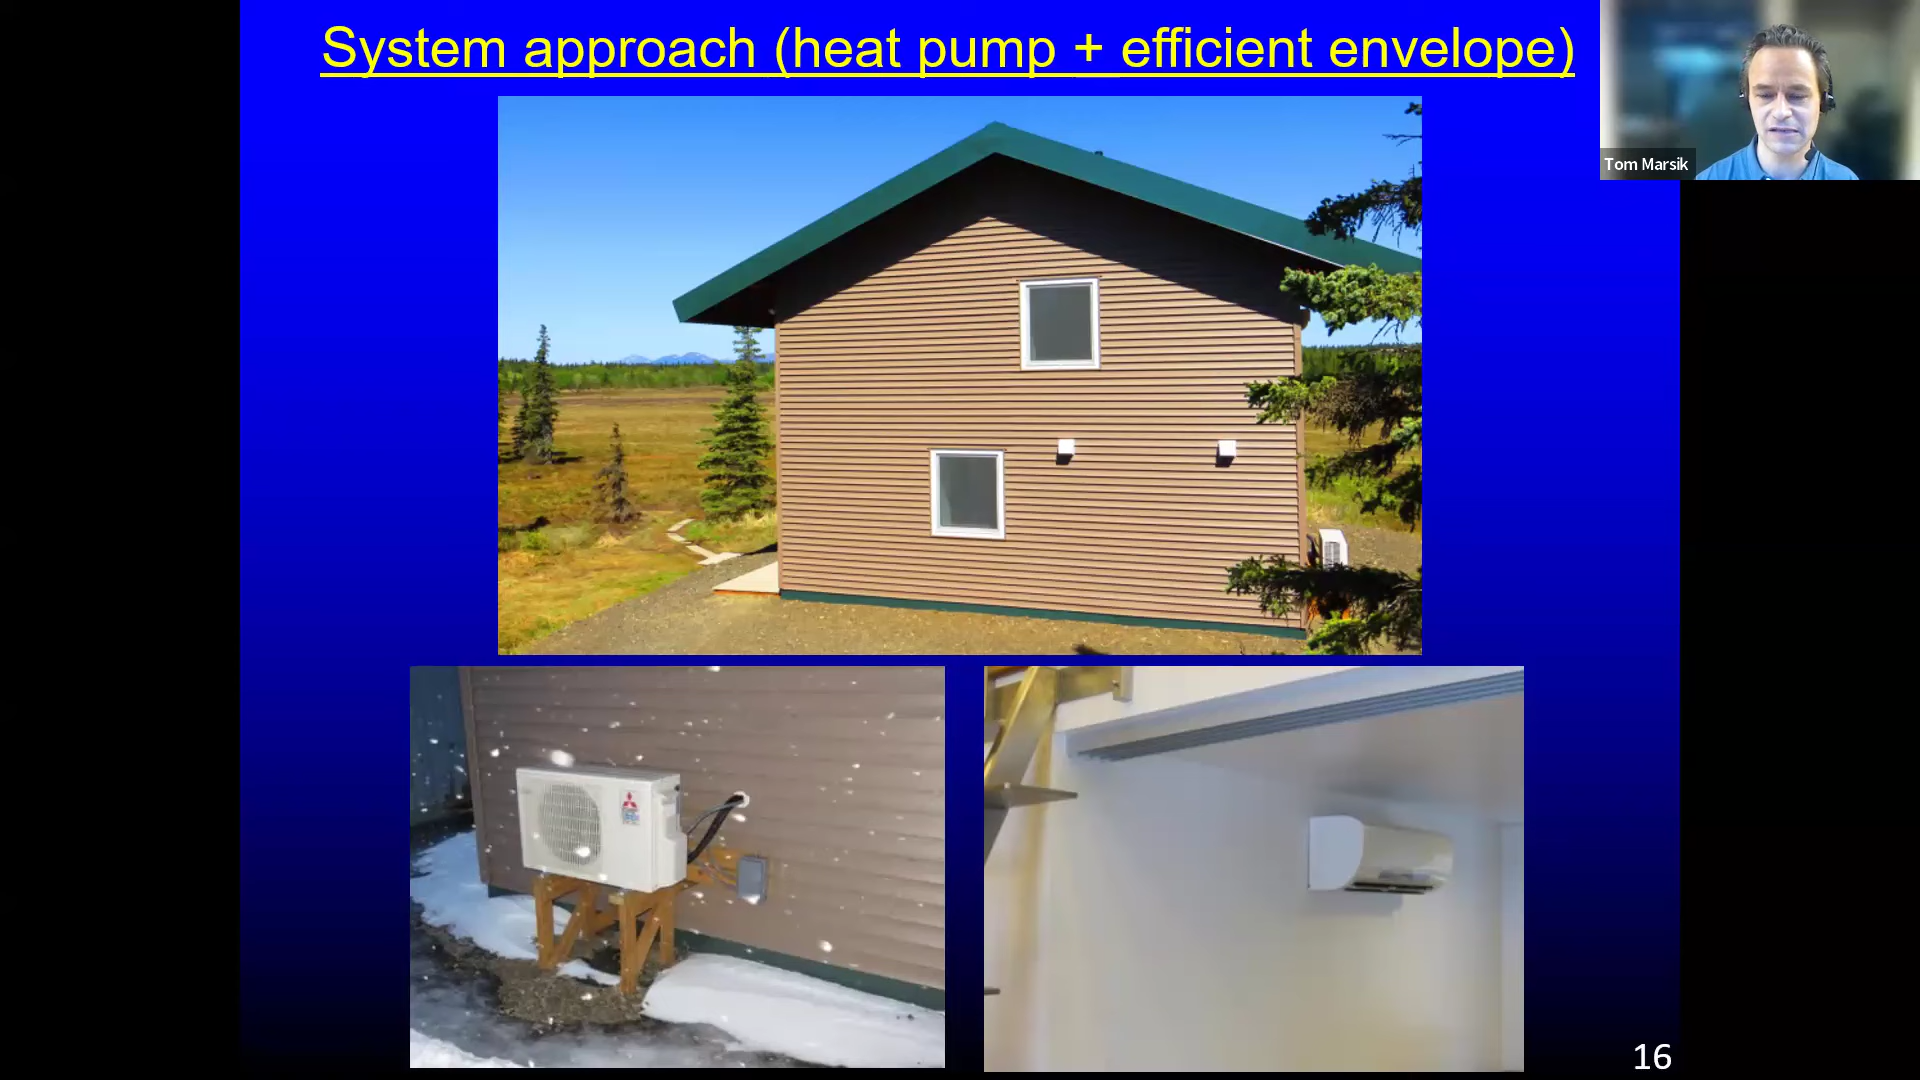 System approach (heat pump + efficient envelope)
Tom Marsik
16